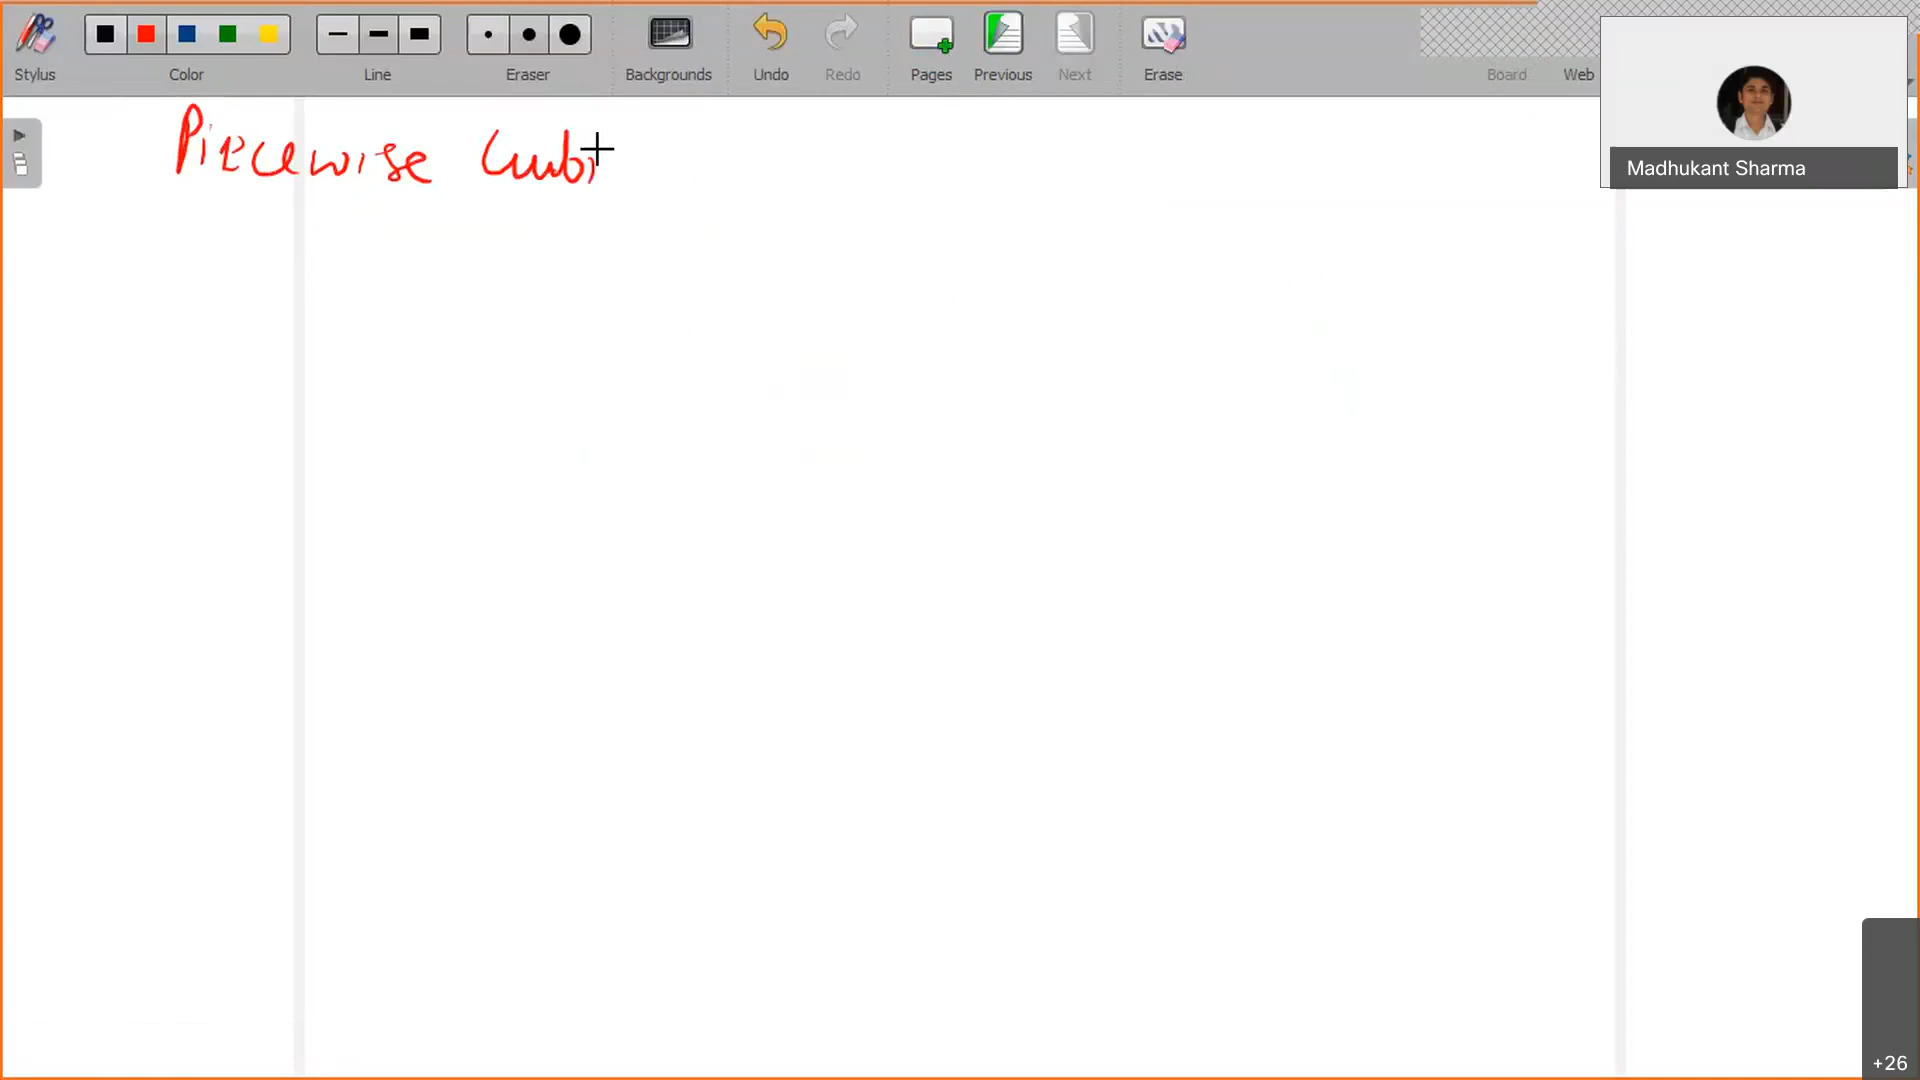 Stylus Color Line Eraser Backgrounds Undo Redo Pages Previous Next Erase Board Web
Madhukant Sharma
Piecewise Cubi
+26